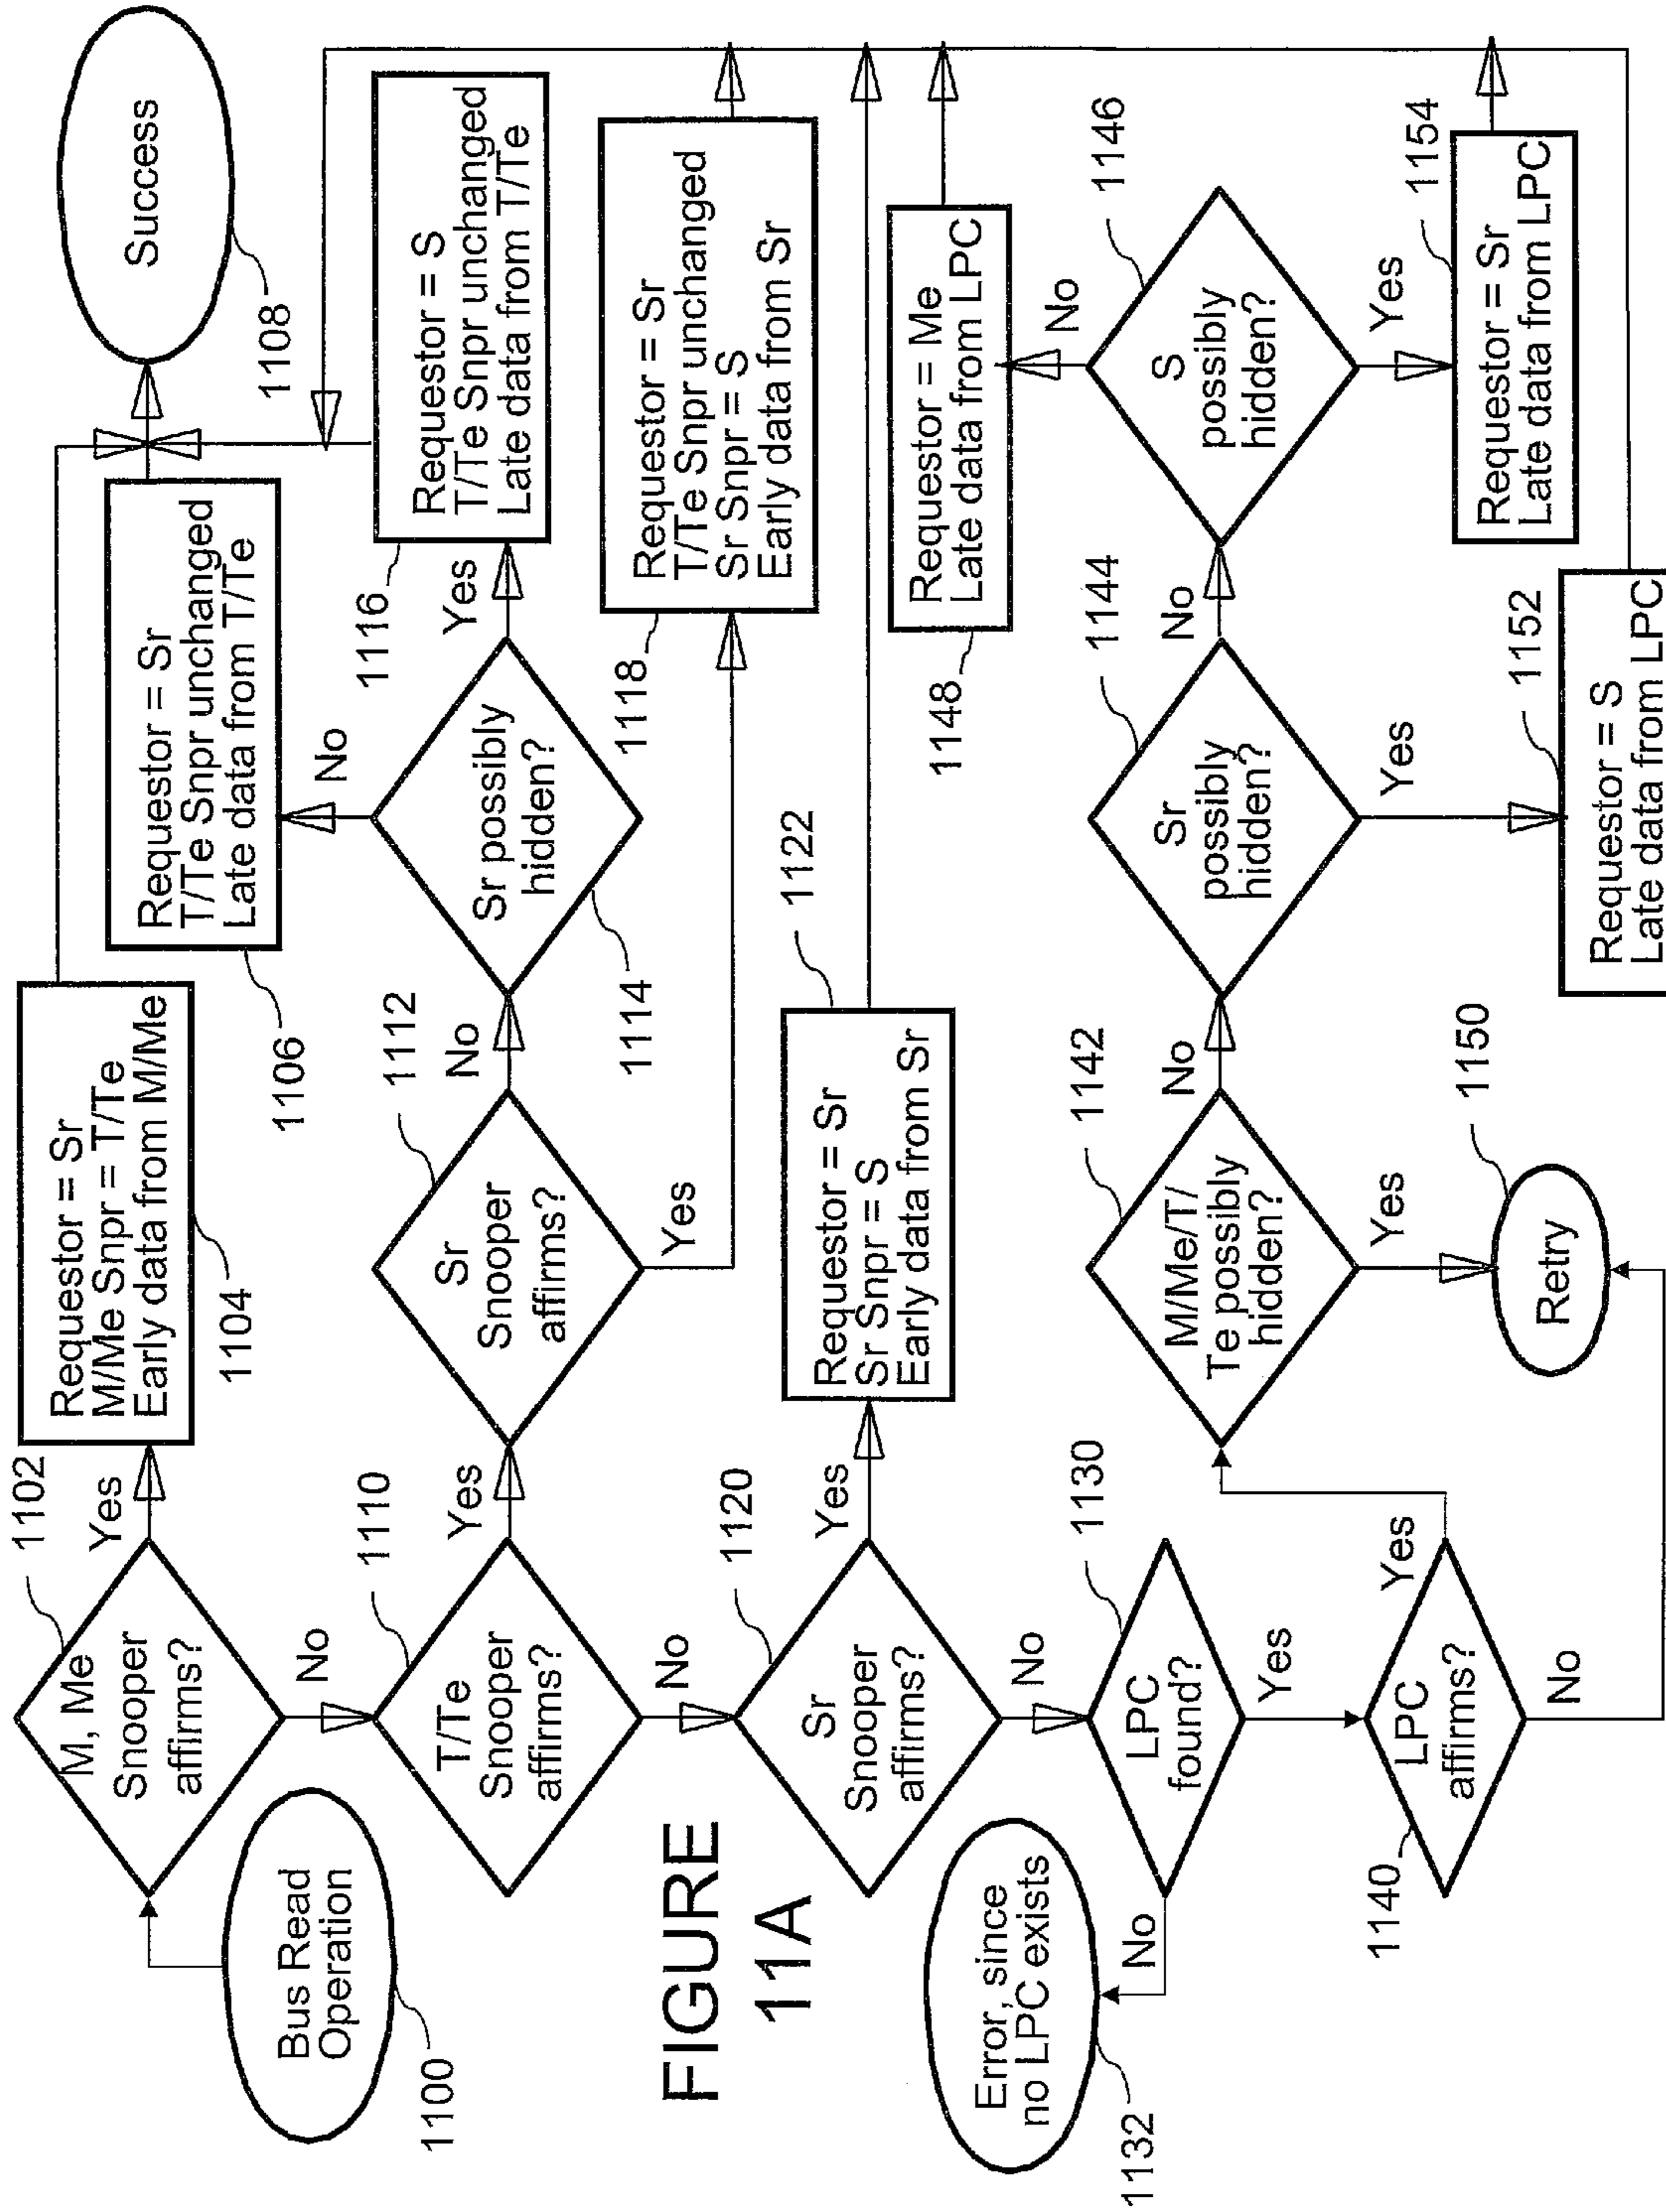 Bus Read
Operation
1100
M, Me
Snooper
affirms?
1102
Yes
No
Requestor = Sr
M/Me Snpr = T/Te
Early data from M/Me
1104
Requestor = Sr
T/Te Snpr unchanged
Late data from T/Te
1106
Success
1108
T/Te
Snooper
affirms?
1110
Yes
No
Sr
Snooper
affirms?
1112
No
Yes
Sr possibly
hidden?
1114
No
Yes
Requestor = S
T/Te Snpr unchanged
Late data from T/Te
1116
Requestor = Sr
T/Te Snpr unchanged
Sr Snpr = S
Early data from Sr
1118
FIGURE
11A
Sr
Snooper
affirms?
1120
Yes
No
Requestor = Sr
Sr Snpr = S
Early data from Sr
1122
LPC
found?
1130
No
Yes
Error, since
no LPC exists
1132
LPC
affirms?
1140
Yes
No
M/Me/T/
Te possibly
hidden?
1142
No
Yes
Retry
1150
Sr
possibly
hidden?
1144
No
Yes
S
possibly
hidden?
1146
No
Yes
Requestor = Me
Late data from LPC
1148
Requestor = S
Late data from LPC
1152
Requestor = Sr
Late data from LPC
1154